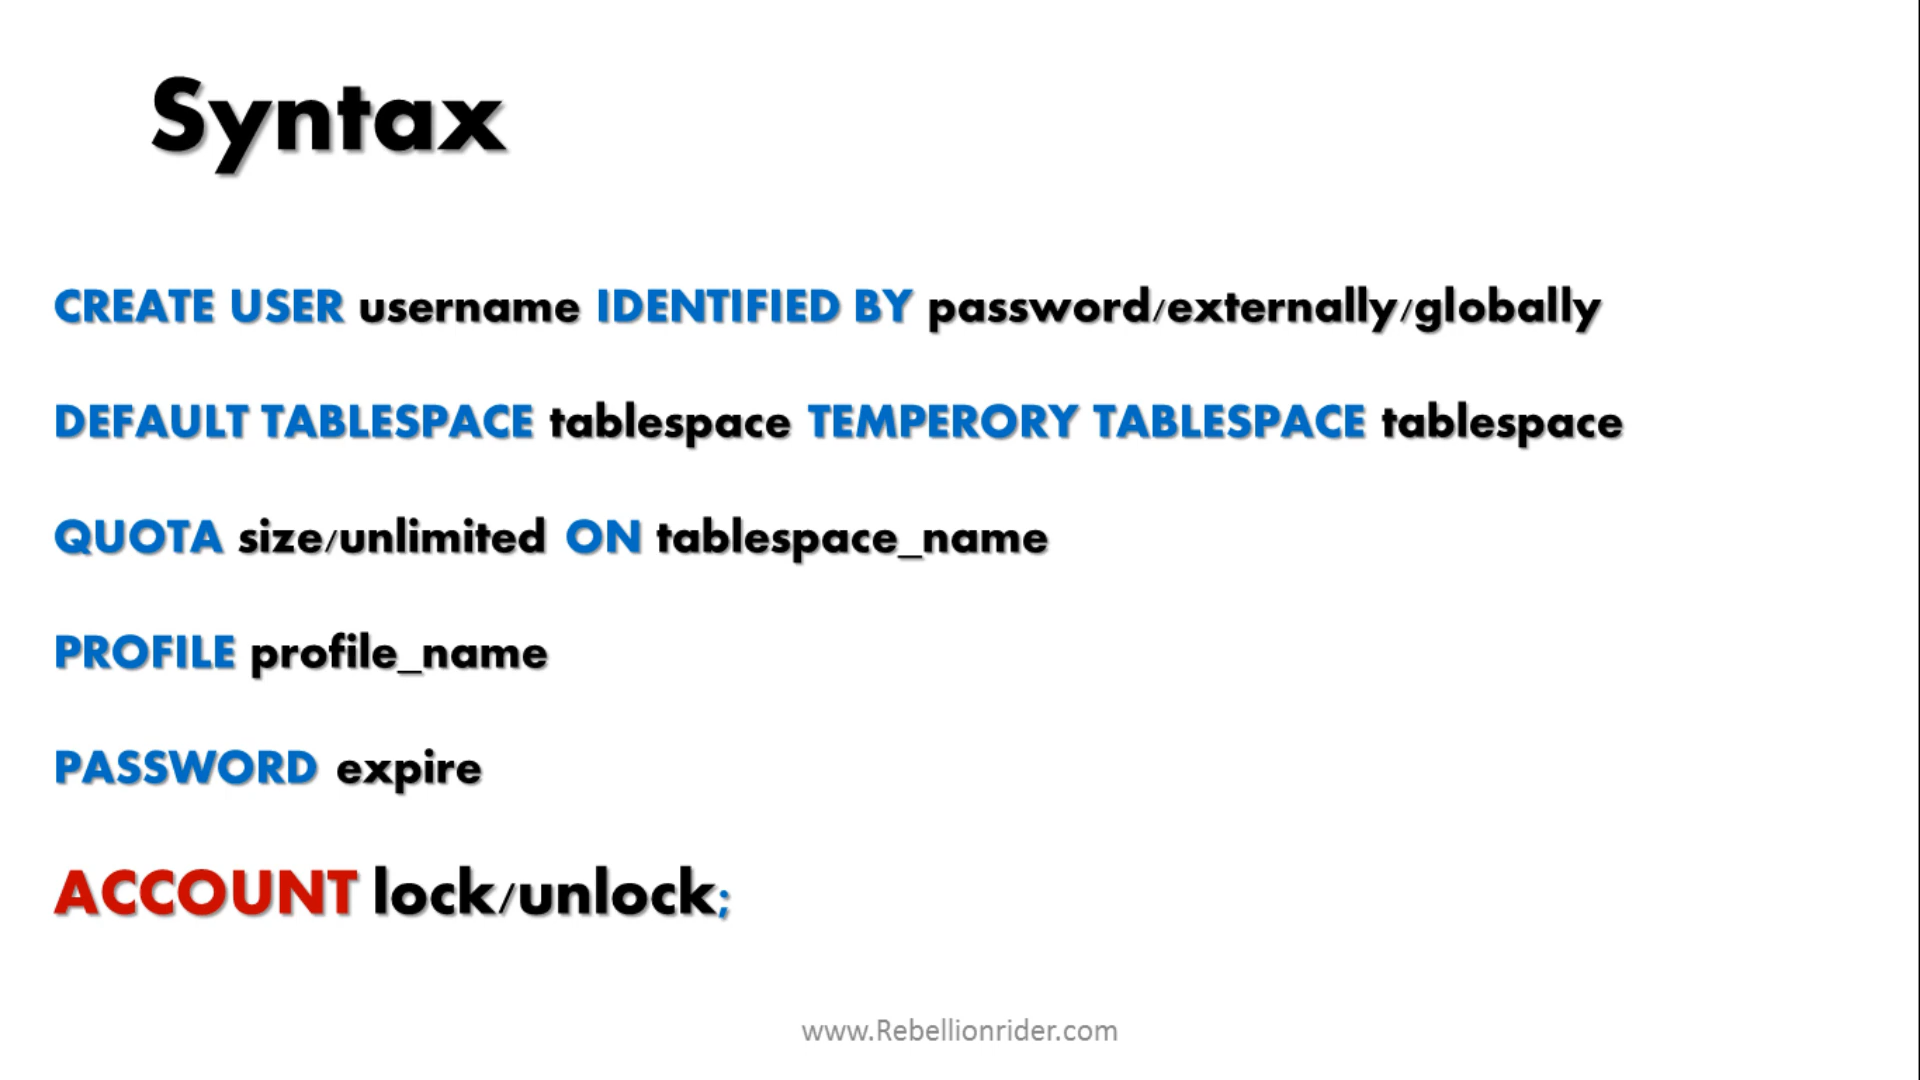 Syntax
CREATE USER username IDENTIFIED BY password/externally/globally
DEFAULT TABLESPACE tablespace TEMPERORY TABLESPACE tablespace
QUOTA size/unlimited ON tablespace_name
PROFILE profile_name
PASSWORD expire
ACCOUNT lock/unlock;
www.Rebellionrider.com